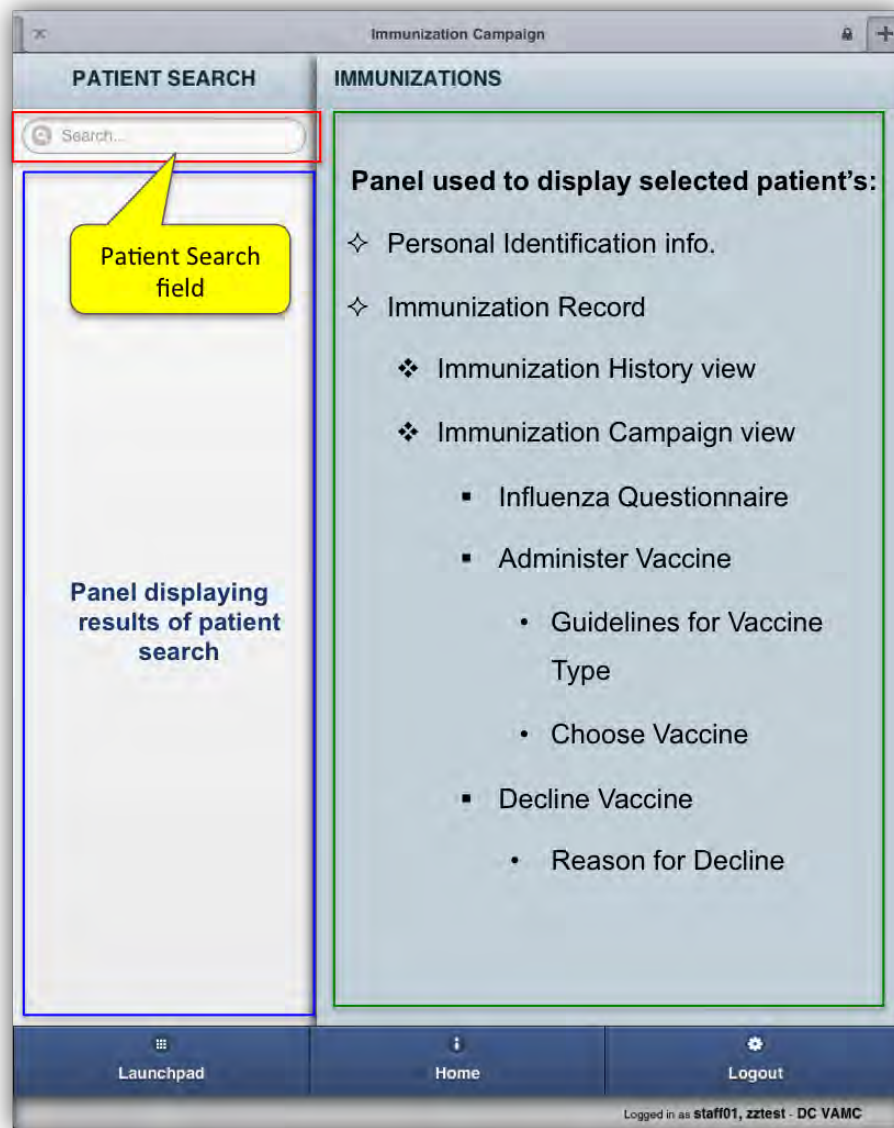 Immunization Campaign
PATIENT SEARCH
IMMUNIZATIONS
Search...
Patient Search
field
Panel displaying
results of patient
search
Panel used to display selected patient's:
✧ Personal Identification info.
✧ Immunization Record
❖ Immunization History view
❖ Immunization Campaign view
▪ Influenza Questionnaire
▪ Administer Vaccine
• Guidelines for Vaccine
Type
• Choose Vaccine
▪ Decline Vaccine
• Reason for Decline
Launchpad
Home
Logout
Logged in as staff01, zztest - DC VAMC